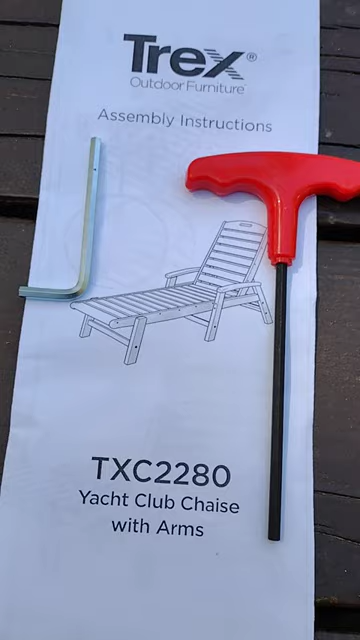 Trex®
Outdoor Furniture
Assembly Instructions
TXC2280
Yacht Club Chaise
with Arms